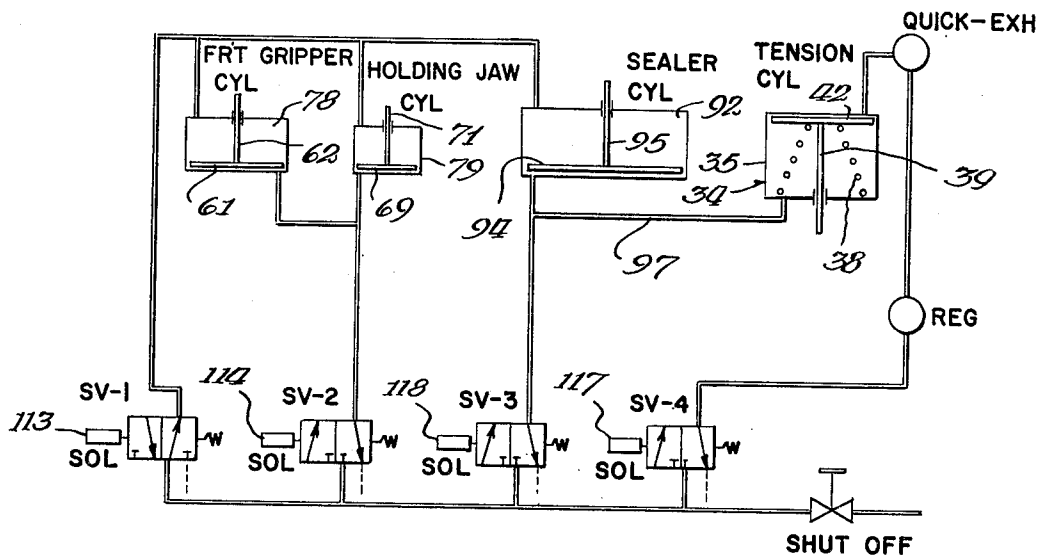 QUICK-EXH
FR'T GRIPPER
CYL
78
62
61
HOLDING JAW
CYL
71
79
69
SEALER
CYL
92
95
94
TENSION
CYL
42
35
34
39
38
97
REG
SV-1
113
SOL
W
SV-2
114
SOL
W
SV-3
118
SOL
W
SV-4
117
SOL
W
SHUT OFF